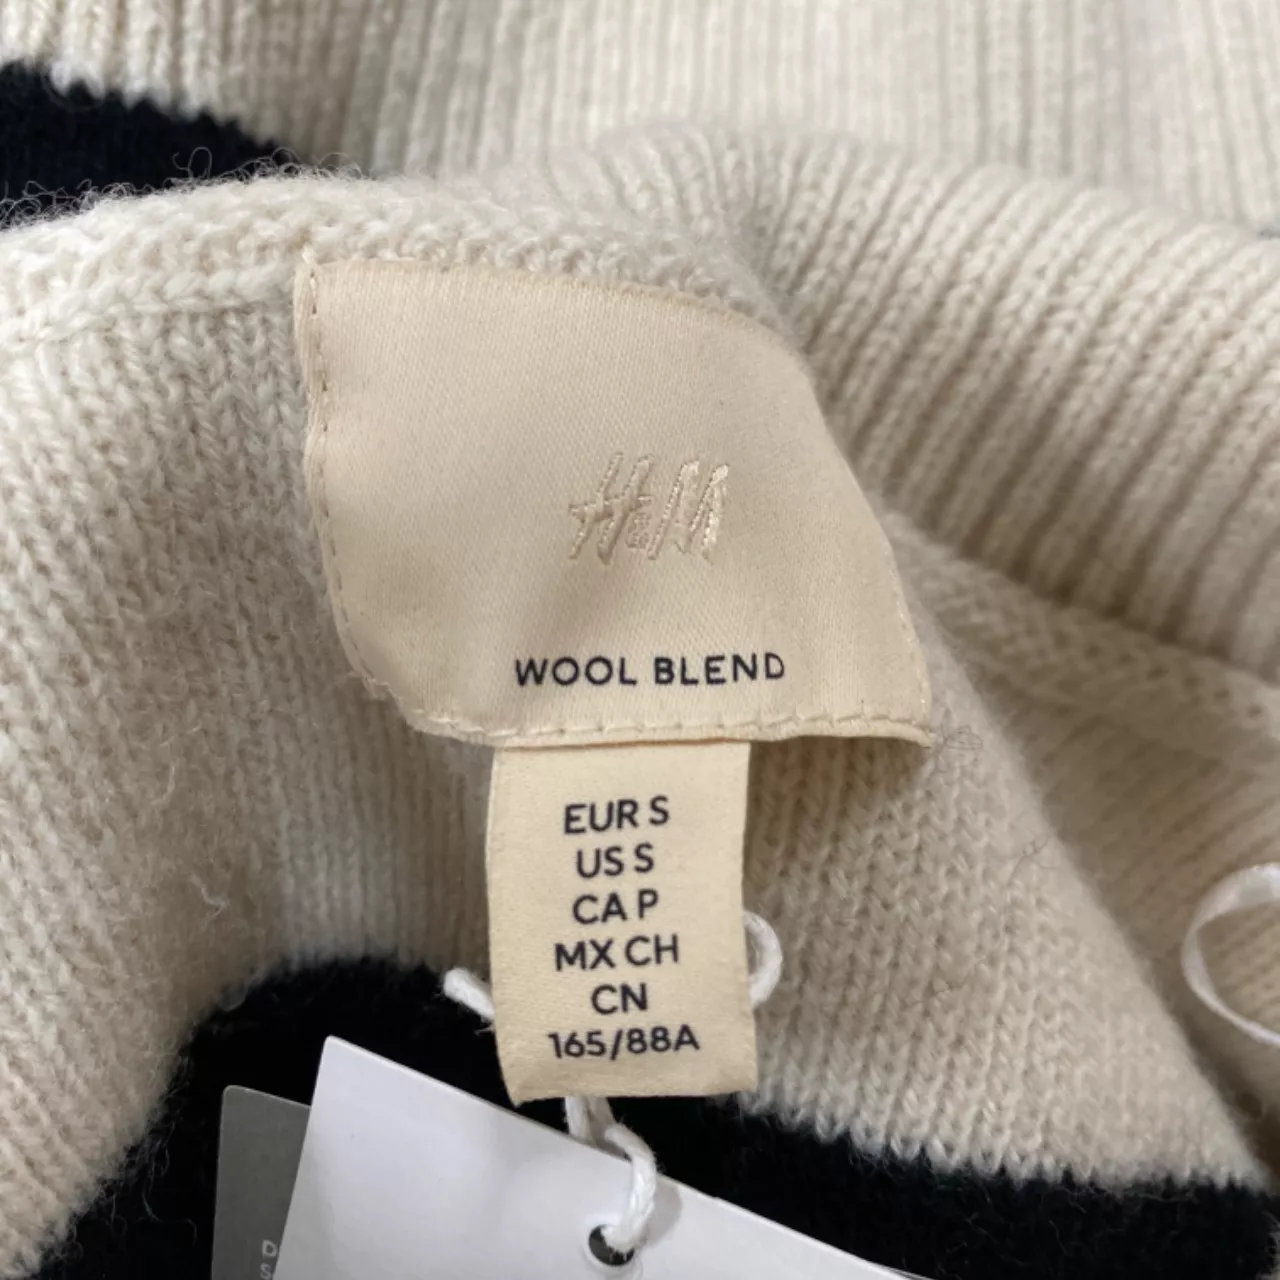 H&M
WOOL BLEND
EUR S
US S
CA P
MX CH
CN
165/88A